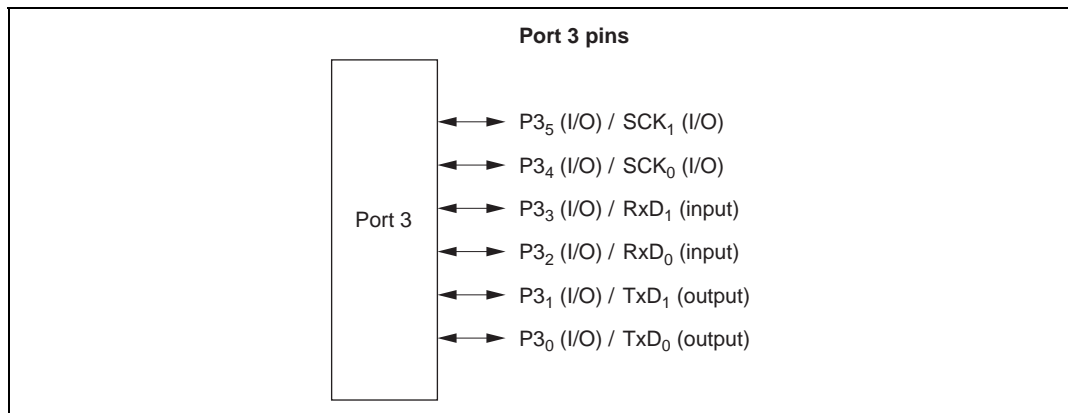 Port 3 pins
P3₅ (I/O) / SCK₁ (I/O)
P3₄ (I/O) / SCK₀ (I/O)
P3₃ (I/O) / RxD₁ (input)
Port 3
P3₂ (I/O) / RxD₀ (input)
P3₁ (I/O) / TxD₁ (output)
P3₀ (I/O) / TxD₀ (output)